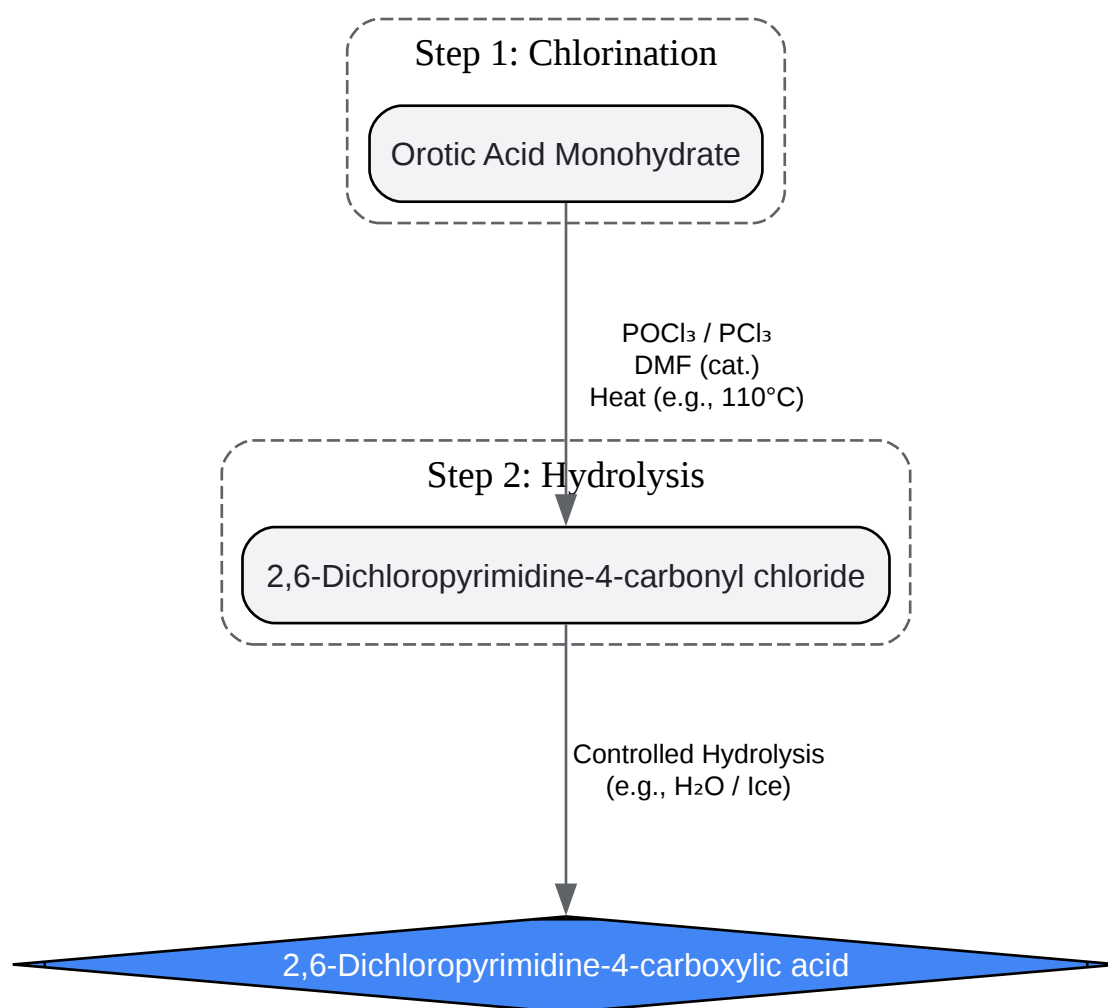 Step 1: Chlorination
Orotic Acid Monohydrate
POCl₃ / PCl₃
DMF (cat.)
Heat (e.g., 110°C)
Step 2: Hydrolysis
2,6-Dichloropyrimidine-4-carbonyl chloride
Controlled Hydrolysis
(e.g., H₂O / Ice)
2,6-Dichloropyrimidine-4-carboxylic acid